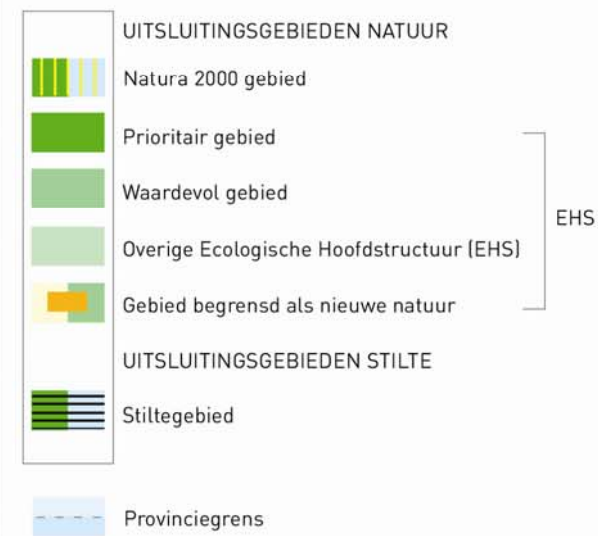 UITSLUITINGSGEBIEDEN NATUUR
Natura 2000 gebied
Prioritair gebied
Waardevol gebied
EHS
Overige Ecologische Hoofdstructuur (EHS)
Gebied begrensd als nieuwe natuur
UITSLUITINGSGEBIEDEN STILTE
Stiltegebied
Provinciegrens